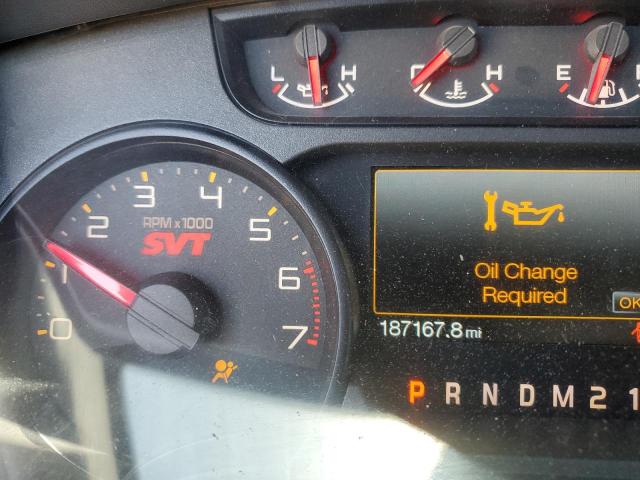 L H
C H
E F
3 4
2 5
RPM x 1000
SVT
1 6
0 7
Oil Change
Required
OK
187167.8 mi
P R N D M 2 1